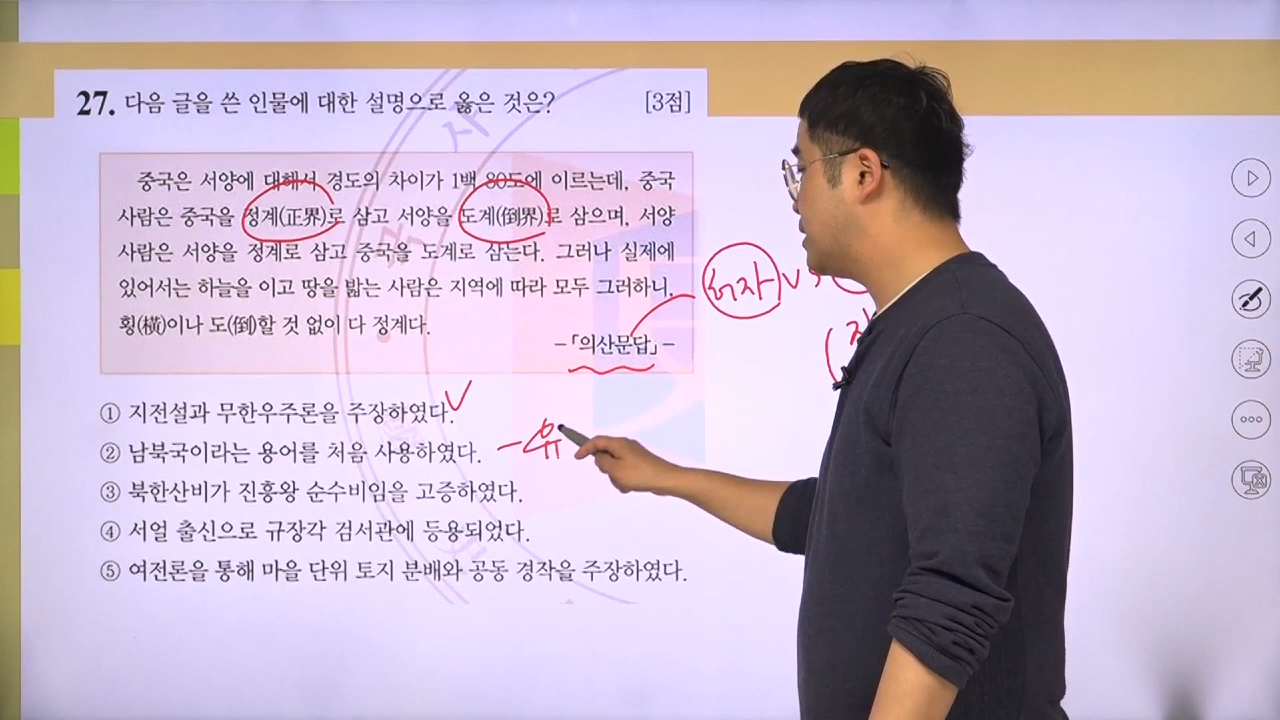 27. 다음 글을 쓴 인물에 대한 설명으로 옳은 것은? [3점]
중국은 서양에 대해서 경도의 차이가 1백 80도에 이르는데, 중국
사람은 중국을 정계(正界)로 삼고 서양을 도계(倒界)로 삼으며, 서양
사람은 서양을 정계로 삼고 중국을 도계로 삼는다. 그러나 실제에
있어서는 하늘을 이고 땅을 밟는 사람은 지역에 따라 모두 그러하니,
횡(橫)이나 도(倒)할 것 없이 다 정계다.
-「의산문답」-
허자 vs
① 지전설과 무한우주론을 주장하였다.
② 남북국이라는 용어를 처음 사용하였다. - 유
③ 북한산비가 진흥왕 순수비임을 고증하였다.
④ 서얼 출신으로 규장각 검서관에 등용되었다.
⑤ 여전론을 통해 마을 단위 토지 분배와 공동 경작을 주장하였다.